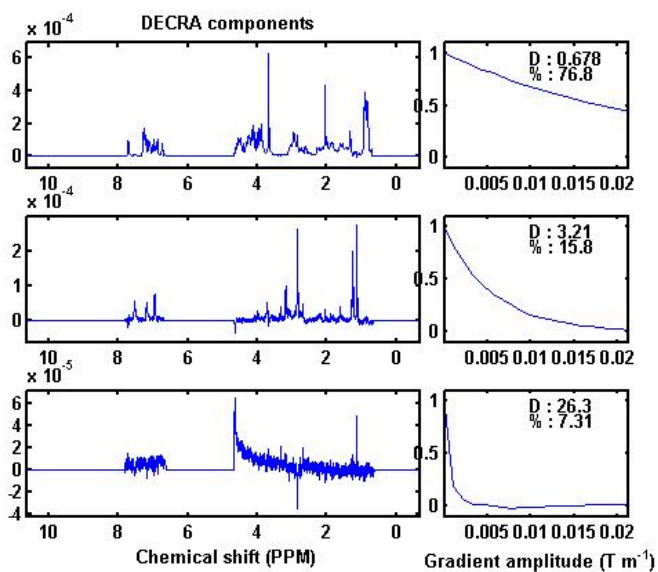 DECRA components
x 10-4
6
4
2
0
10 8 6 4 2 0
1
0.5
0
D : 0.678
% : 76.8
0.005 0.01 0.015 0.02
x 10-4
2
1
0
10 8 6 4 2 0
1
0.5
0
D : 3.21
% : 15.8
0.005 0.01 0.015 0.02
x 10-5
6
4
2
0
-2
-4
10 8 6 4 2 0
Chemical shift (PPM)
1
0.5
0
D : 26.3
% : 7.31
0.005 0.01 0.015 0.02
Gradient amplitude (T m-1)